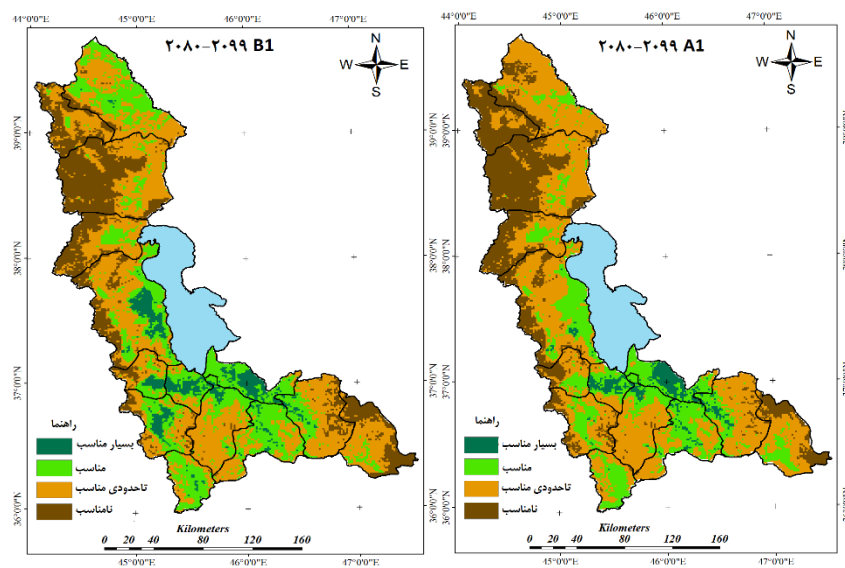 44°0'0"E 45°0'0"E 46°0'0"E 47°0'0"E
۲۰۸۰-۲۰۹۹ B1
N
W E
S
39°0'0"N
38°0'0"N
37°0'0"N
36°0'0"N
راهنما
بسیار مناسب
مناسب
تاحدودی مناسب
نامناسب
Kilometers
0 20 40 80 120 160
45°0'0"E 46°0'0"E 47°0'0"E
44°0'0"E 45°0'0"E 46°0'0"E 47°0'0"E
۲۰۸۰-۲۰۹۹ A1
N
W E
S
39°0'0"N
38°0'0"N
37°0'0"N
36°0'0"N
راهنما
بسیار مناسب
مناسب
تاحدودی مناسب
نامناسب
Kilometers
0 20 40 80 120 160
45°0'0"E 46°0'0"E 47°0'0"E